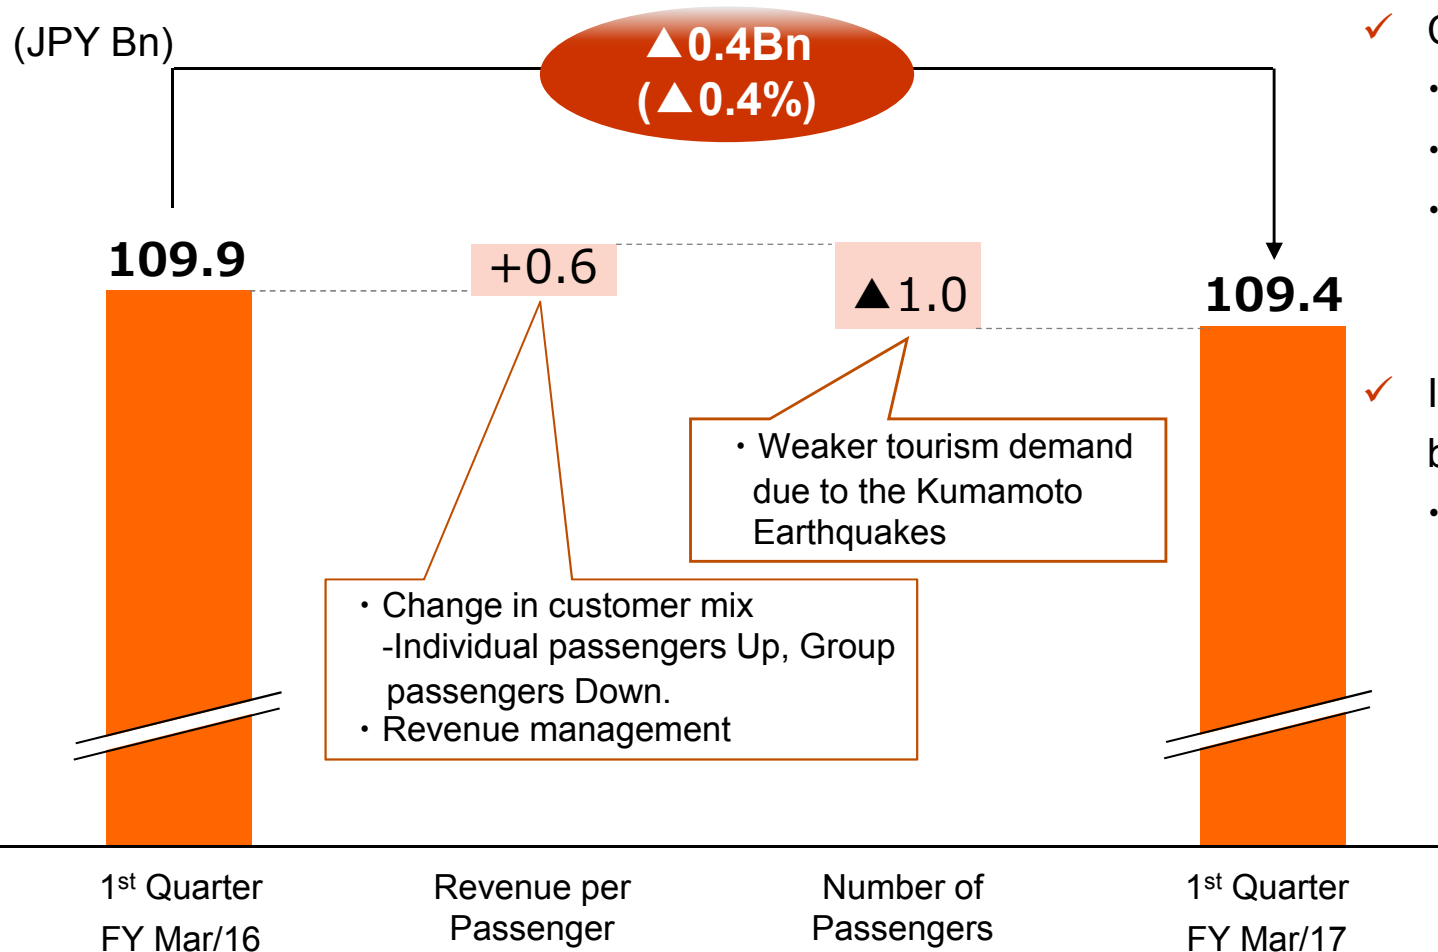 (JPY Bn)
▲0.4Bn
(▲0.4%)
109.9
+0.6
▲1.0
109.4
・Weaker tourism demand
due to the Kumamoto
Earthquakes
・Change in customer mix
-Individual passengers Up, Group
passengers Down.
・Revenue management
1st Quarter
FY Mar/16
Revenue per
Passenger
Number of
Passengers
1st Quarter
FY Mar/17